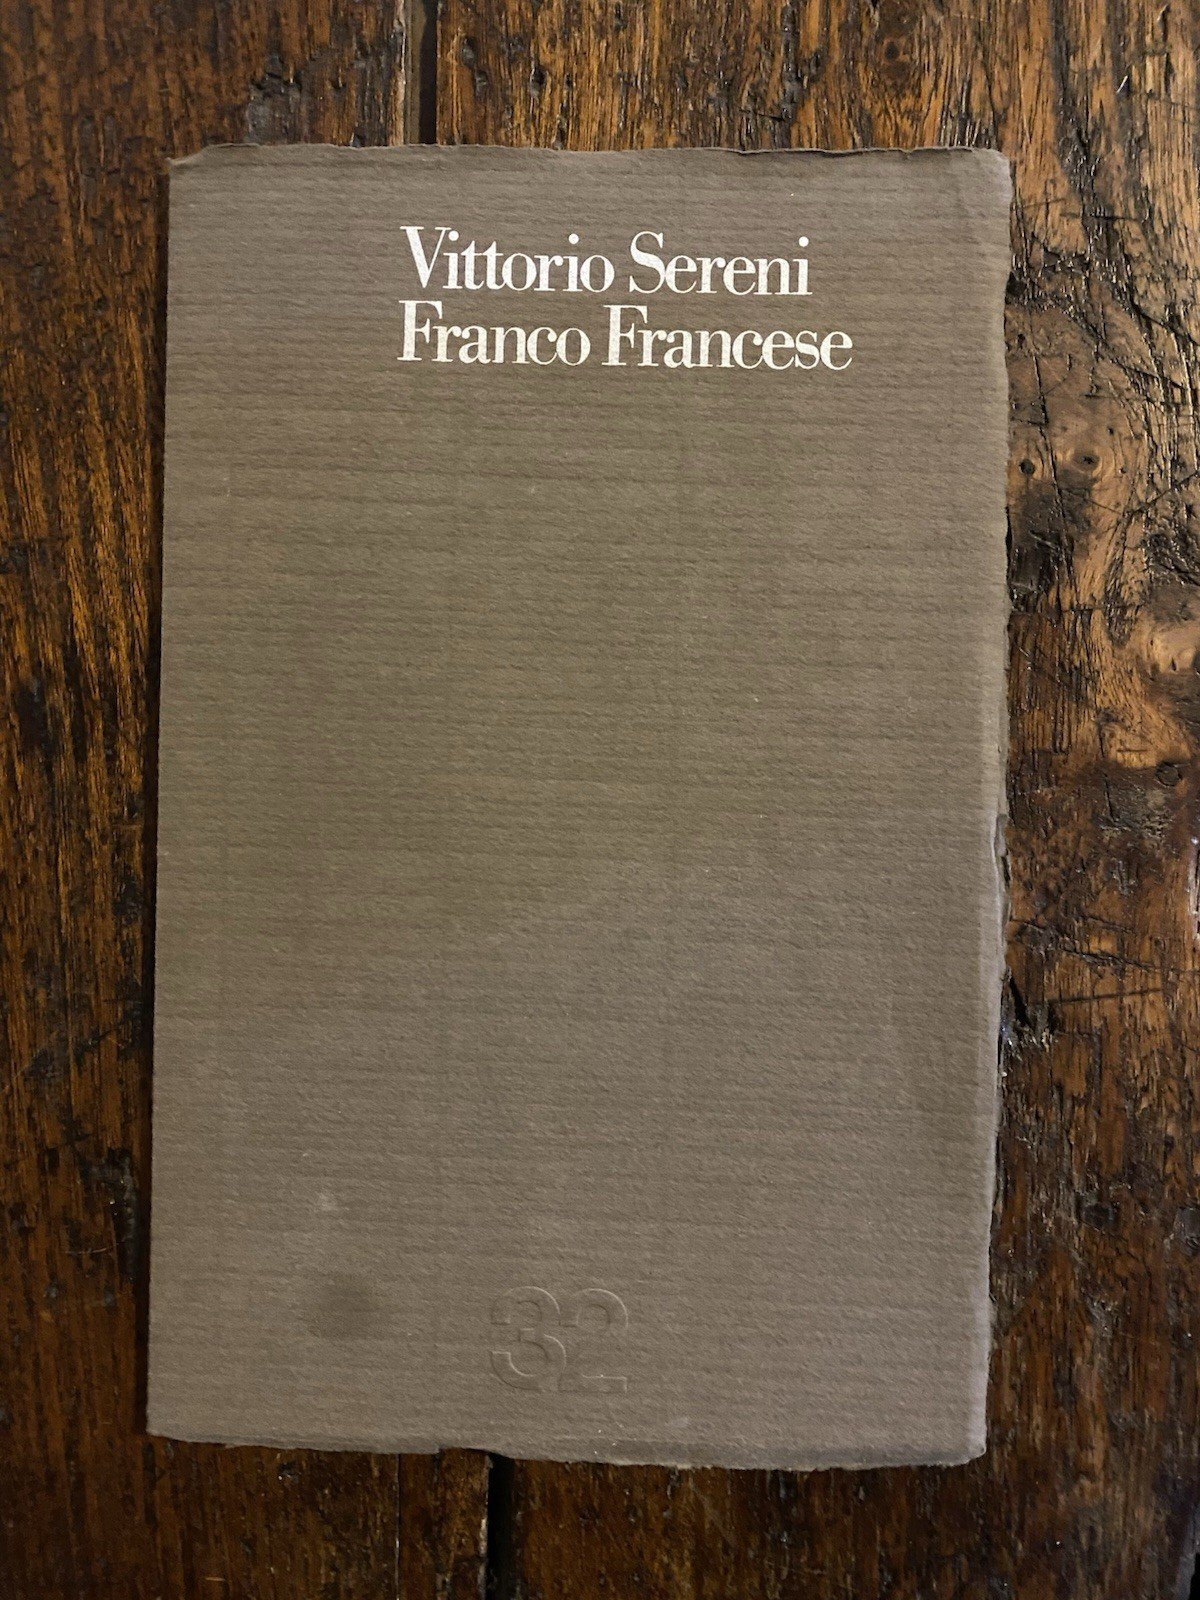 Vittorio Sereni
Franco Francese
32